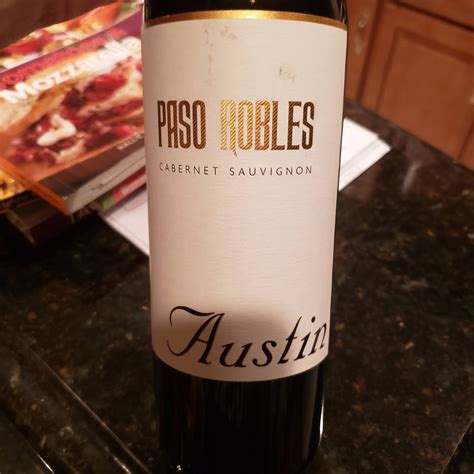 Mozzarella
PASO ROBLES
CABERNET SAUVIGNON
Austin